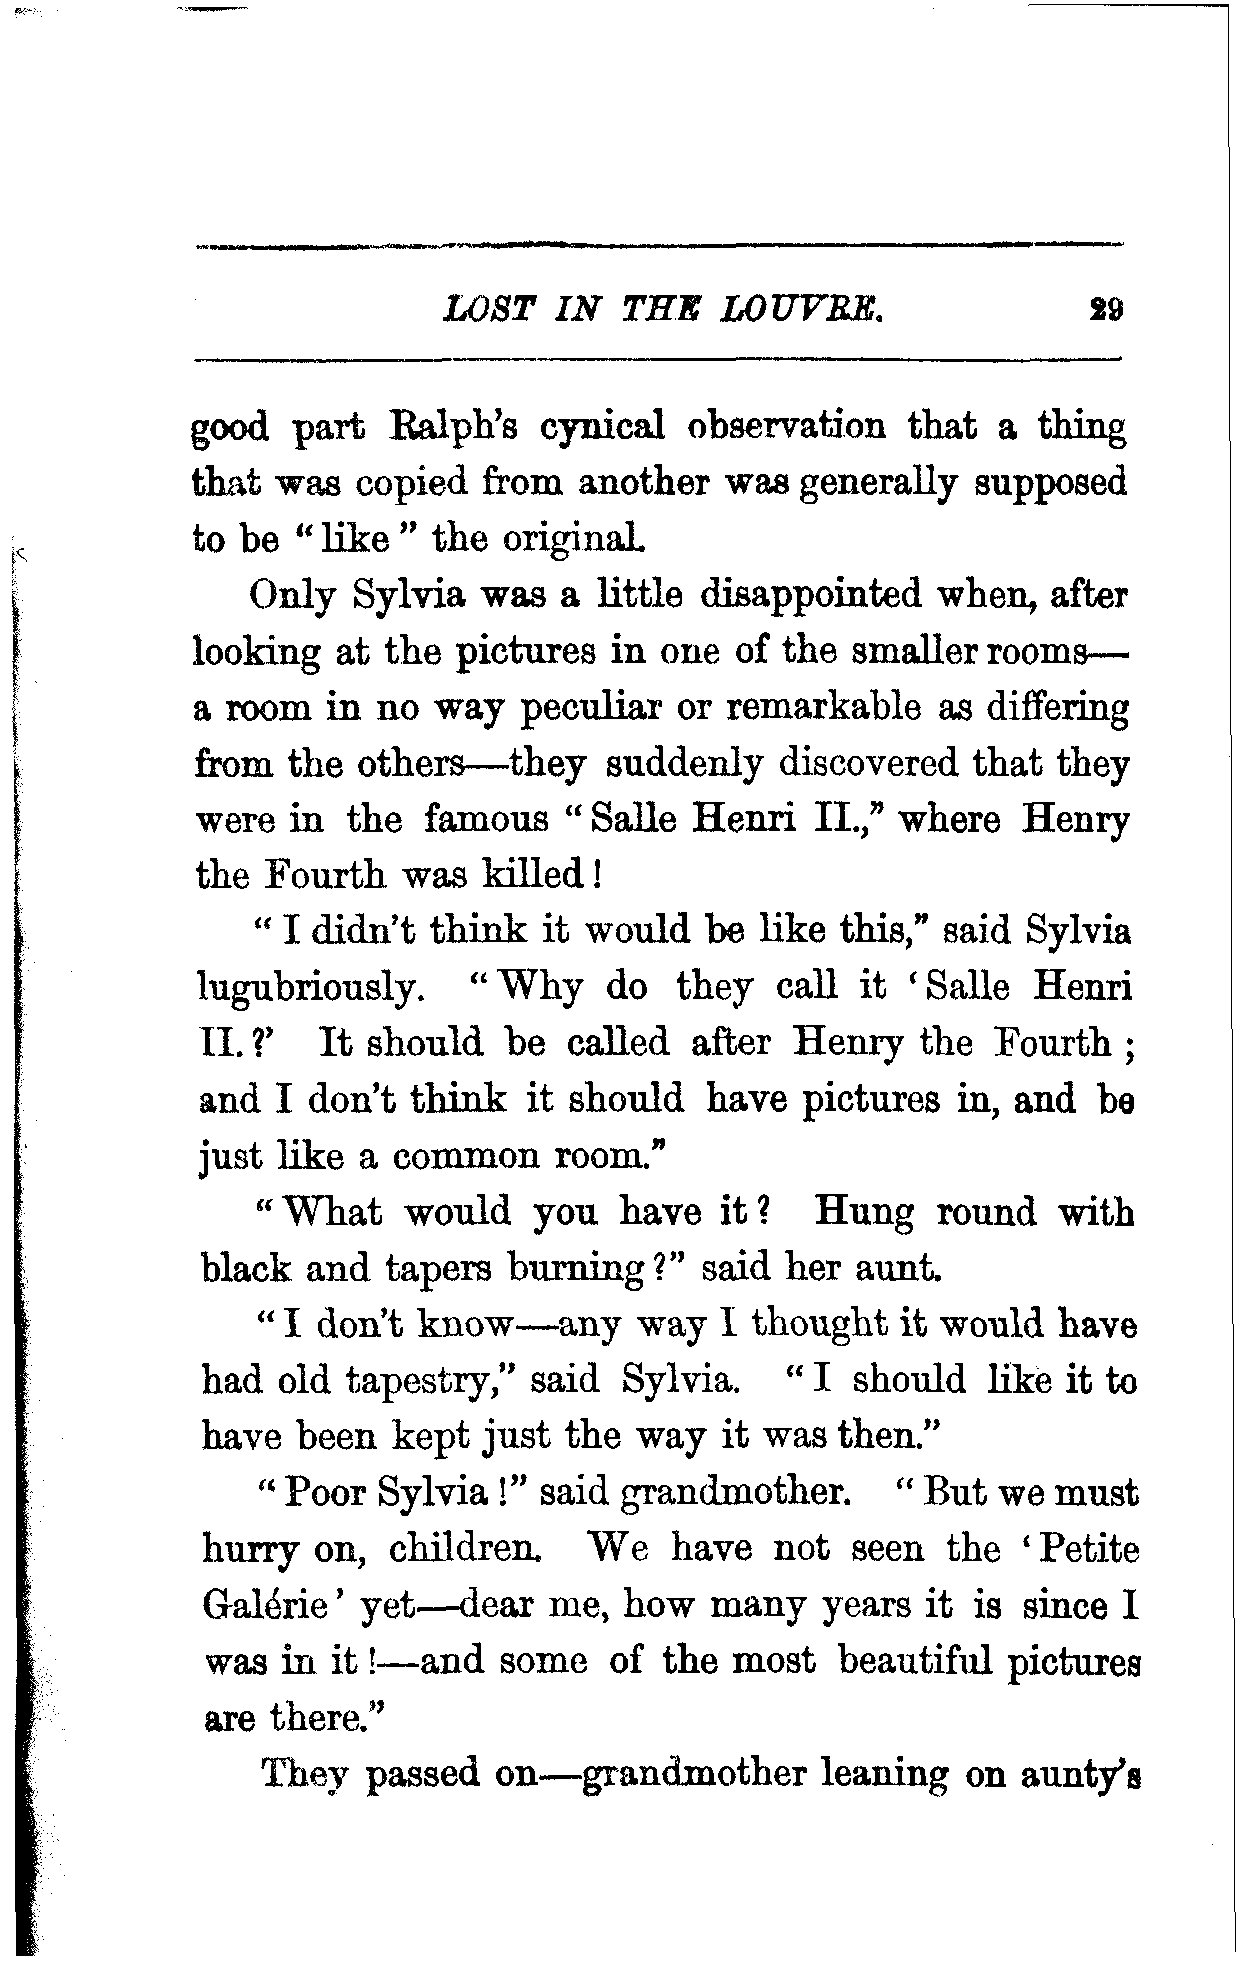 LOST IN THE LOUVRE. 29
good part Ralph's cynical observation that a thing
that was copied from another was generally supposed
to be "like" the original.
Only Sylvia was a little disappointed when, after
looking at the pictures in one of the smaller rooms—
a room in no way peculiar or remarkable as differing
from the others—they suddenly discovered that they
were in the famous "Salle Henri II.," where Henry
the Fourth was killed!
"I didn't think it would be like this," said Sylvia
lugubriously. "Why do they call it 'Salle Henri
II.?' It should be called after Henry the Fourth;
and I don't think it should have pictures in, and be
just like a common room."
"What would you have it? Hung round with
black and tapers burning?" said her aunt.
"I don't know—any way I thought it would have
had old tapestry," said Sylvia. "I should like it to
have been kept just the way it was then."
"Poor Sylvia!" said grandmother. "But we must
hurry on, children. We have not seen the 'Petite
Galérie' yet—dear me, how many years it is since I
was in it!—and some of the most beautiful pictures
are there."
They passed on—grandmother leaning on aunty's